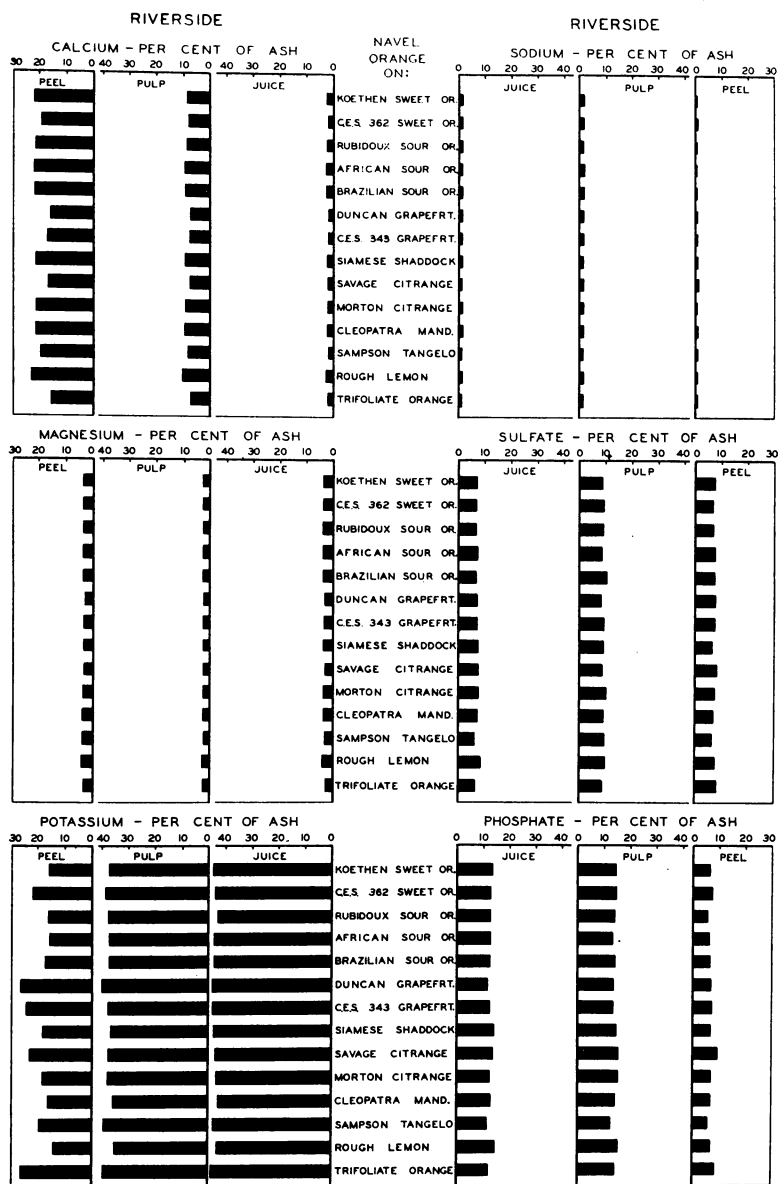 RIVERSIDE RIVERSIDE
CALCIUM - PER CENT OF ASH
NAVEL
ORANGE
ON:
SODIUM - PER CENT OF ASH
30 20 10 0 40 30 20 10 0 40 30 20 10 0
0 10 20 30 40 0 10 20 30 40 0 10 20 30
PEEL PULP JUICE
JUICE PULP PEEL
KOETHEN SWEET OR.
C.E.S. 362 SWEET OR.
RUBIDOUX SOUR OR.
AFRICAN SOUR OR.
BRAZILIAN SOUR OR.
DUNCAN GRAPEFRT.
C.E.S. 343 GRAPEFRT.
SIAMESE SHADDOCK
SAVAGE CITRANGE
MORTON CITRANGE
CLEOPATRA MAND.
SAMPSON TANGELO
ROUGH LEMON
TRIFOLIATE ORANGE
MAGNESIUM - PER CENT OF ASH SULFATE - PER CENT OF ASH
30 20 10 0 40 30 20 10 0 40 30 20 10 0
0 10 20 30 40 0 10 20 30 40 0 10 20 30
PEEL PULP JUICE
JUICE PULP PEEL
KOETHEN SWEET OR.
C.E.S. 362 SWEET OR.
RUBIDOUX SOUR OR.
AFRICAN SOUR OR.
BRAZILIAN SOUR OR.
DUNCAN GRAPEFRT.
C.E.S. 343 GRAPEFRT.
SIAMESE SHADDOCK
SAVAGE CITRANGE
MORTON CITRANGE
CLEOPATRA MAND.
SAMPSON TANGELO
ROUGH LEMON
TRIFOLIATE ORANGE
POTASSIUM - PER CENT OF ASH PHOSPHATE - PER CENT OF ASH
30 20 10 0 40 30 20 10 0 40 30 20 10 0
0 10 20 30 40 0 10 20 30 40 0 10 20 30
PEEL PULP JUICE
JUICE PULP PEEL
KOETHEN SWEET OR.
C.E.S. 362 SWEET OR.
RUBIDOUX SOUR OR.
AFRICAN SOUR OR.
BRAZILIAN SOUR OR.
DUNCAN GRAPEFRT.
C.E.S. 343 GRAPEFRT.
SIAMESE SHADDOCK
SAVAGE CITRANGE
MORTON CITRANGE
CLEOPATRA MAND.
SAMPSON TANGELO
ROUGH LEMON
TRIFOLIATE ORANGE